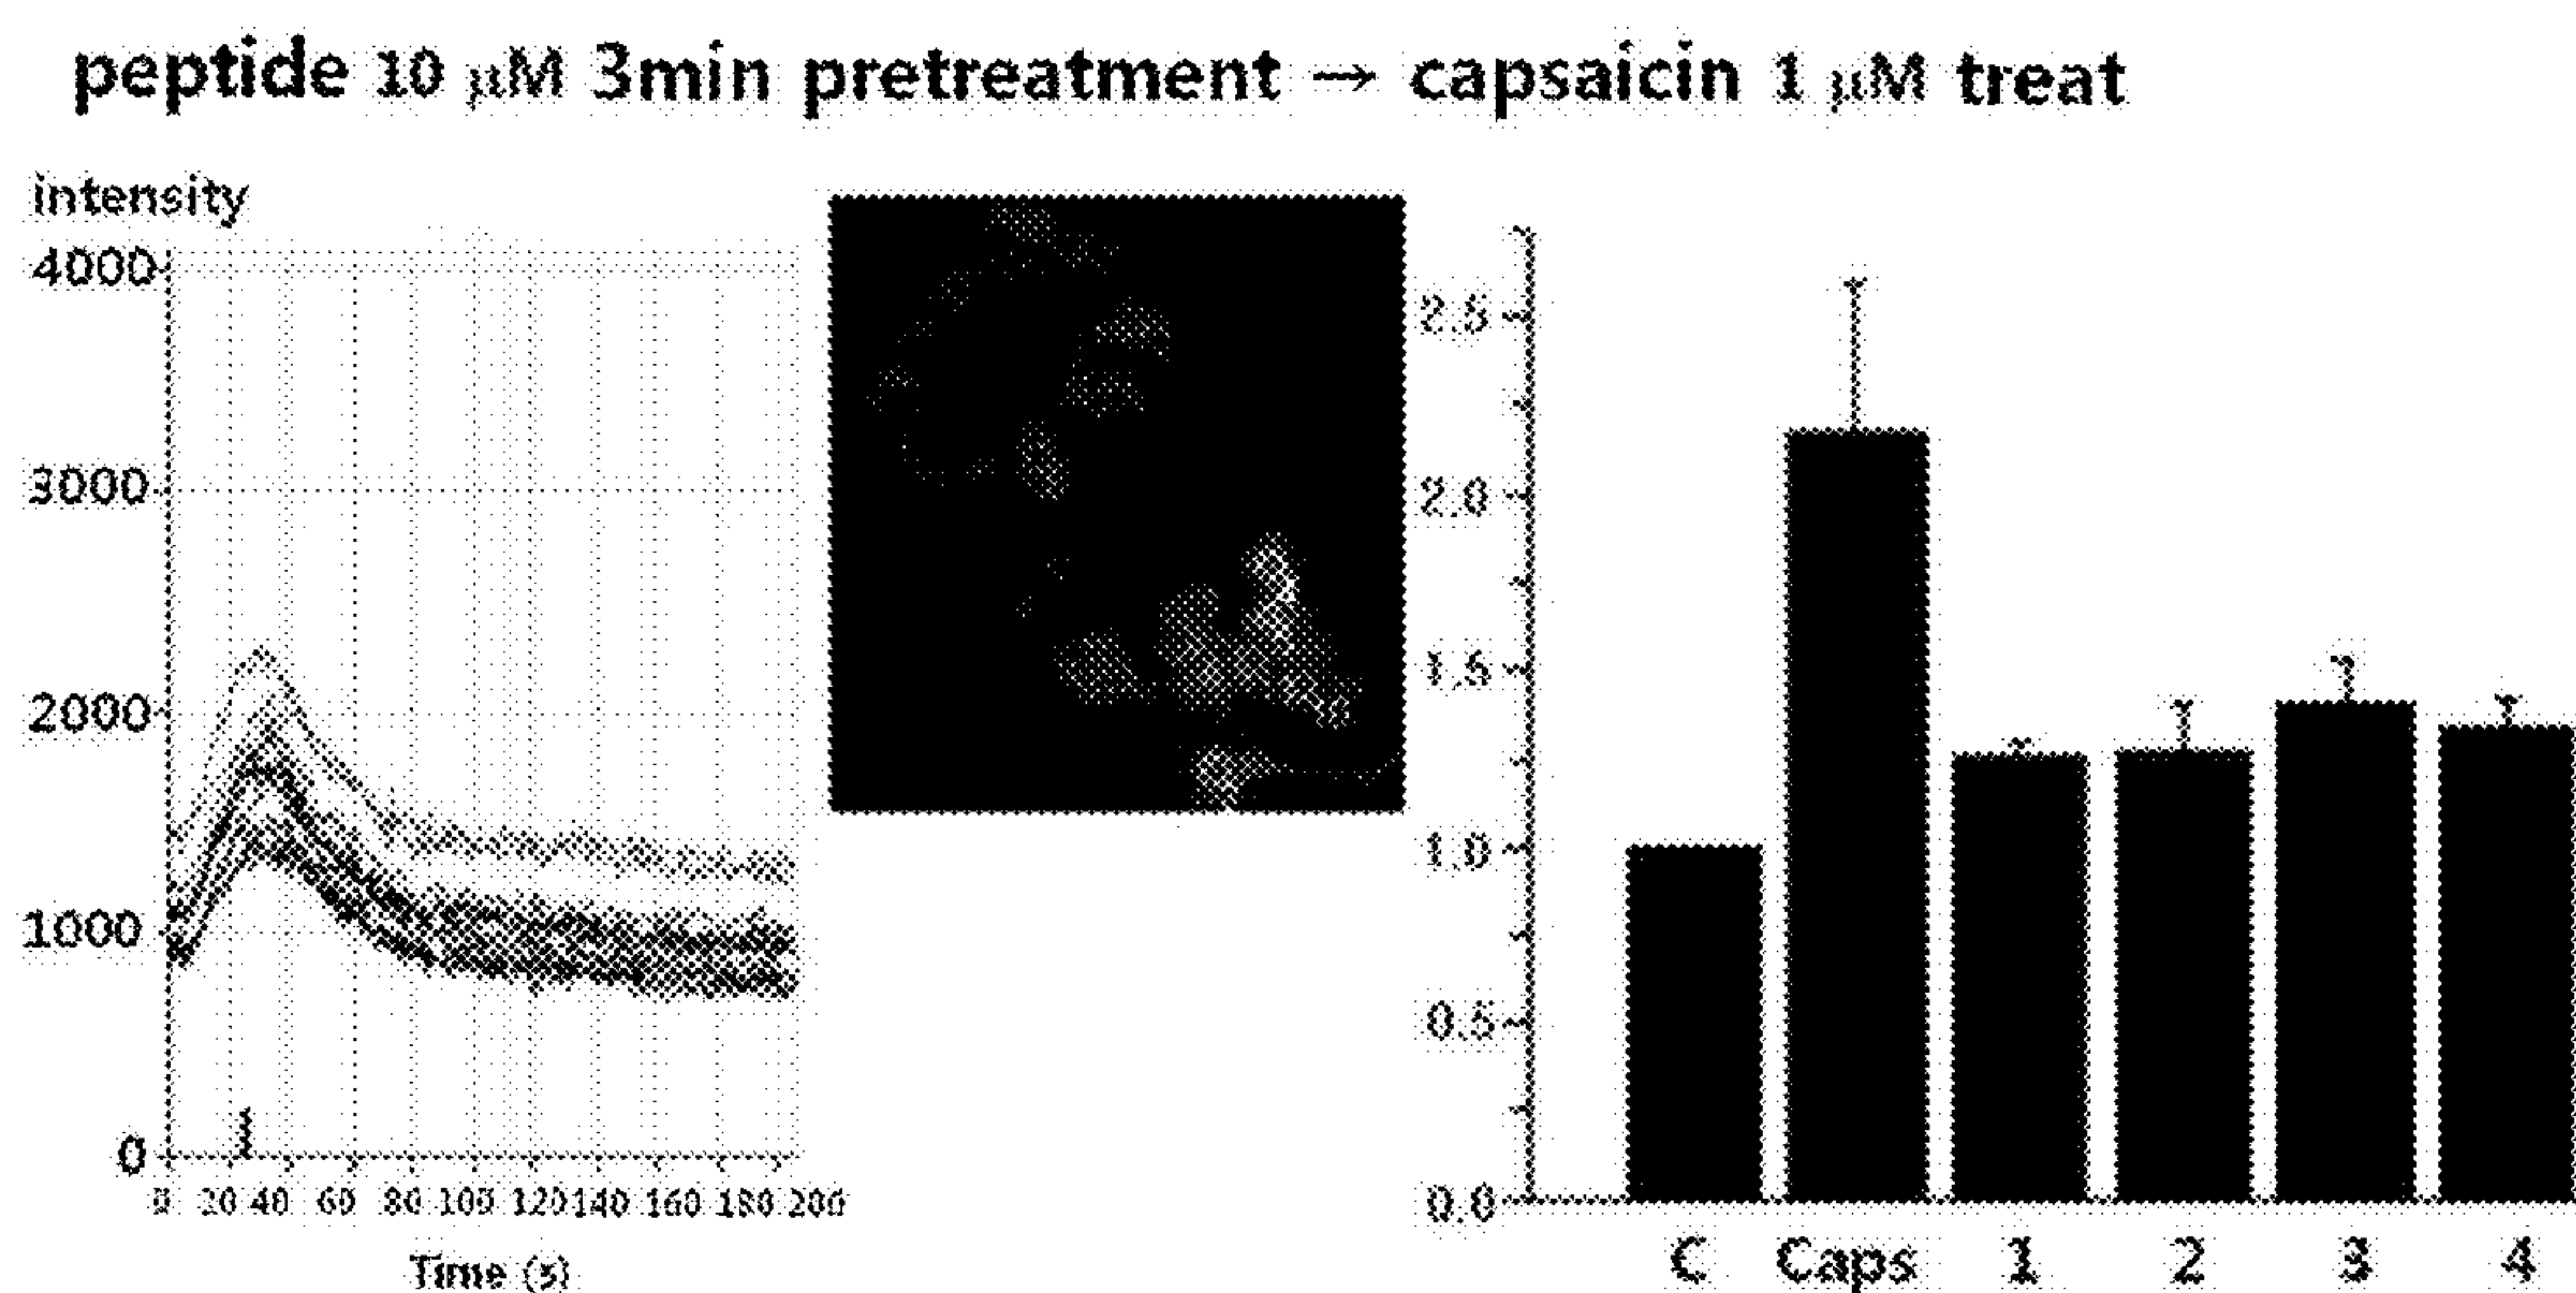 peptide 10 μM 3min pretreatment → capsaicin 1 μM treat
intensity
4000
3000
2000
1000
0
0 20 40 60 80 100 120 140 160 180 200
Time (s)
2.5
2.0
1.5
1.0
0.5
0.0
C Caps 1 2 3 4